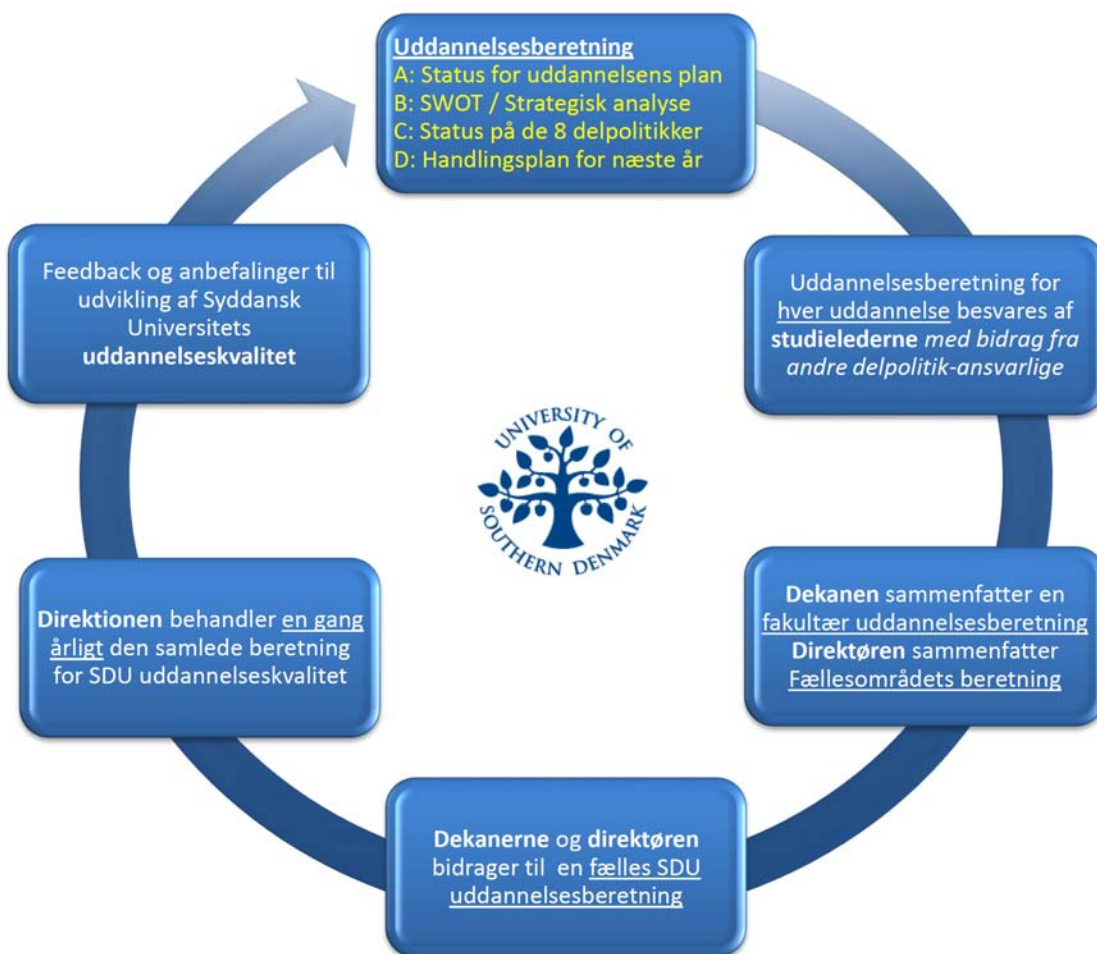 Uddannelsesberetning
A: Status for uddannelsens plan
B: SWOT / Strategisk analyse
C: Status på de 8 delpolitikker
D: Handlingsplan for næste år
Uddannelsesberetning for
hver uddannelse besvares af
studielederne med bidrag fra
andre delpolitik-ansvarlige
Dekanen sammenfatter en
fakultær uddannelsesberetning
Direktøren sammenfatter
Fællesområdets beretning
Dekanerne og direktøren
bidrager til en fælles SDU
uddannelsesberetning
Direktionen behandler en gang
årligt den samlede beretning
for SDU uddannelseskvalitet
Feedback og anbefalinger til
udvikling af Syddansk
Universitets
uddannelseskvalitet
UNIVERSITY OF
SOUTHERN DENMARK